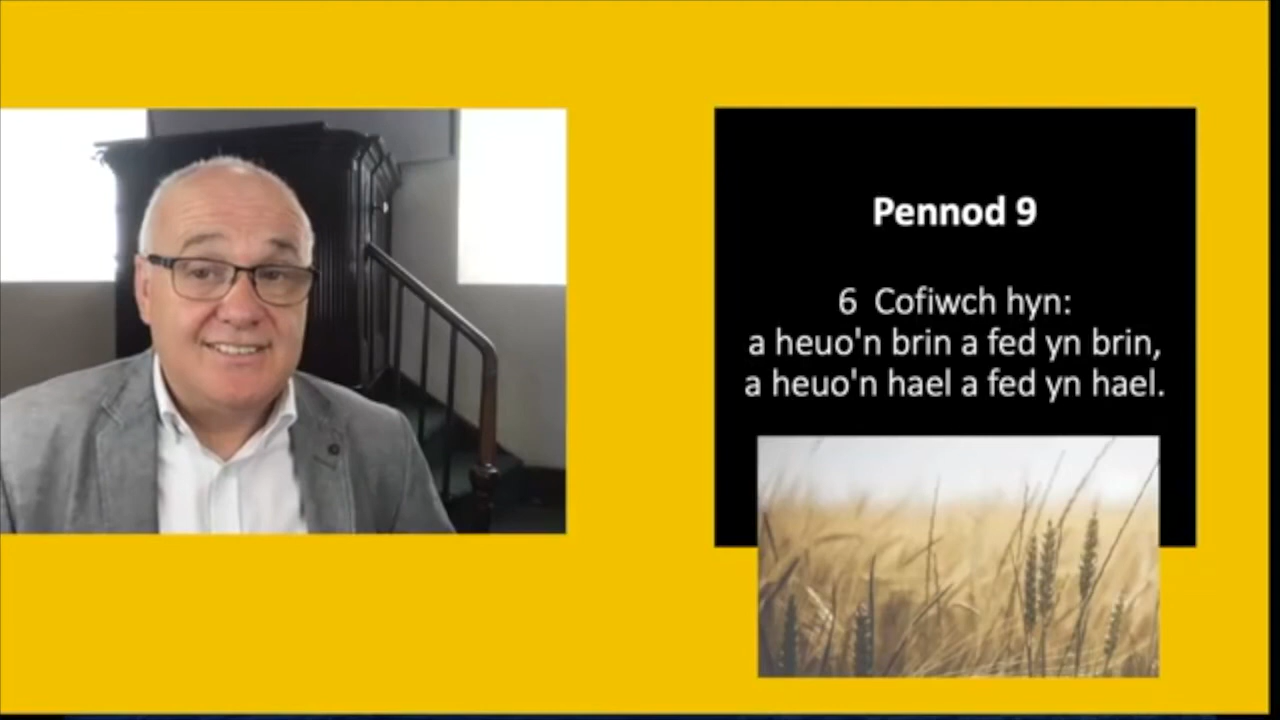 Pennod 9
6 Cofiwch hyn:
a heuo'n brin a fed yn brin,
a heuo'n hael a fed yn hael.